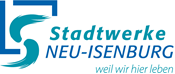 Stadtwerke
NEU-ISENBURG
weil wir hier leben